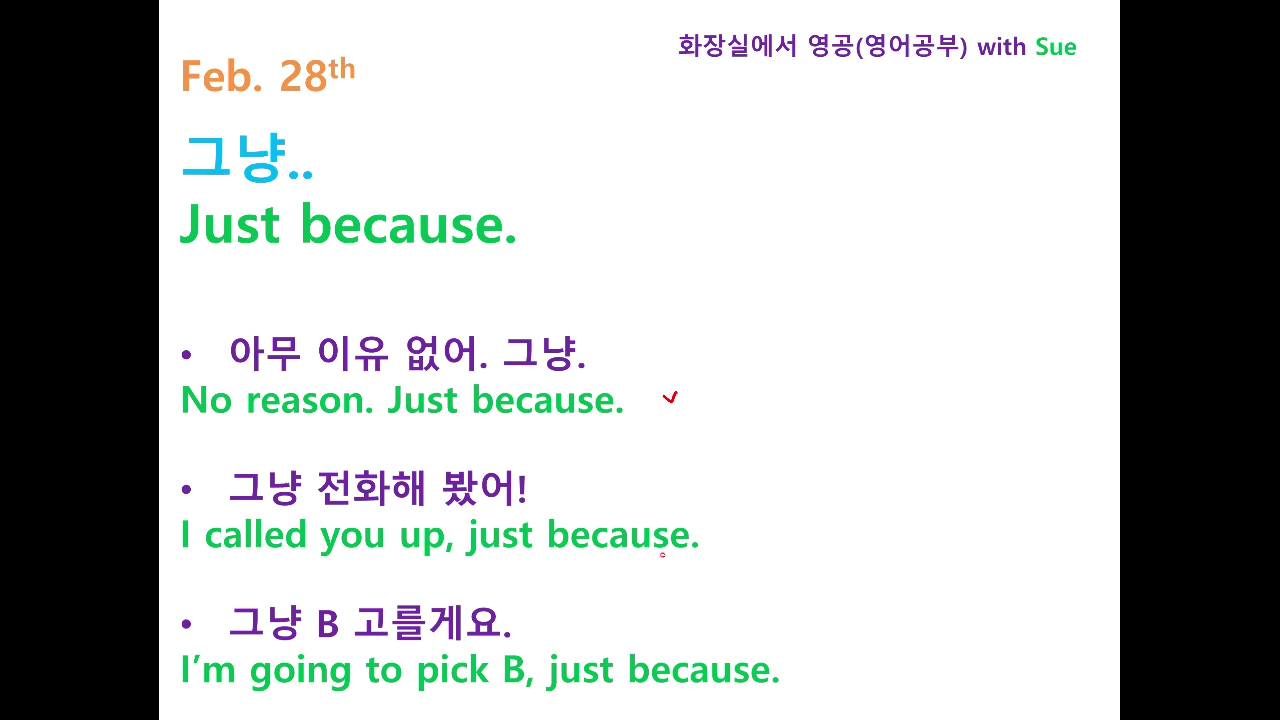 화장실에서 영공(영어공부) with Sue
Feb. 28th
그냥..
Just because.
• 아무 이유 없어. 그냥.
No reason. Just because.
• 그냥 전화해 봤어!
I called you up, just because.
• 그냥 B 고를게요.
I’m going to pick B, just because.